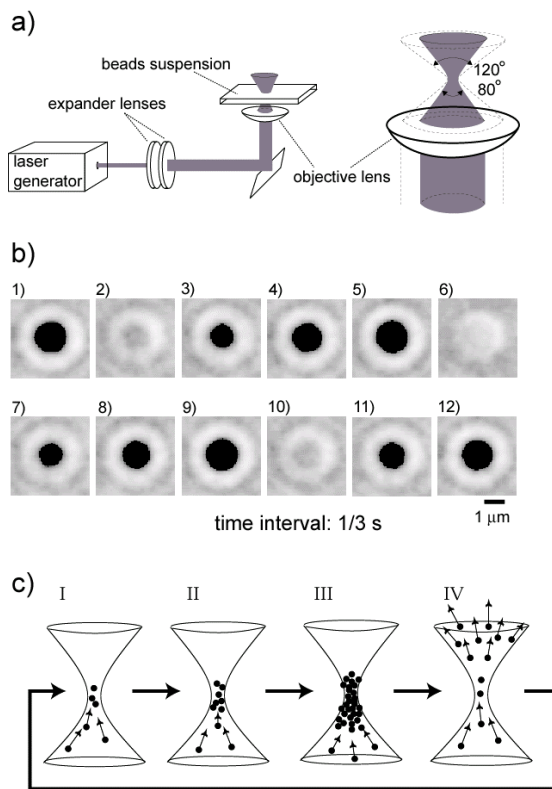 a)
beads suspension
expander lenses
laser
generator
objective lens
120°
80°
b)
1) 2) 3) 4) 5) 6)
7) 8) 9) 10) 11) 12)
1 μm
time interval: 1/3 s
c)
I II III IV